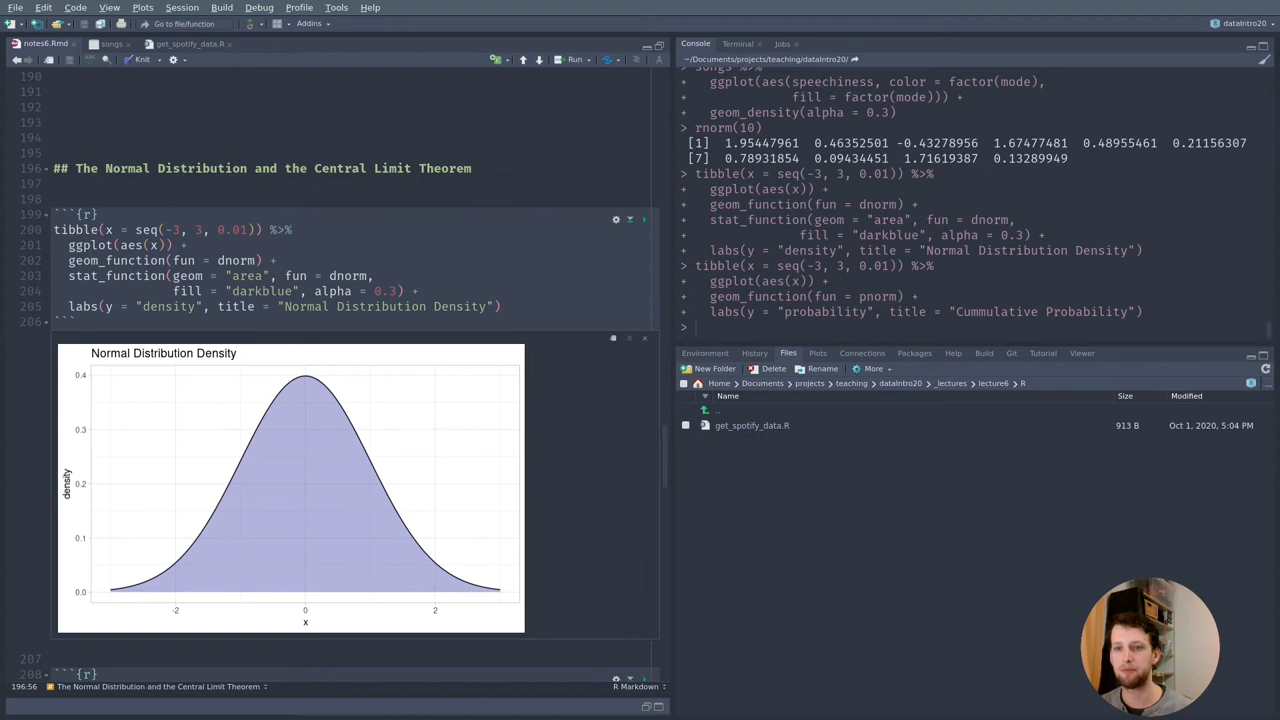 File Edit Code View Plots Session Build Debug Profile Tools Help
Go to file/function Addins dataIntro20
notes6.Rmd songs get_spotify_data.R
Knit Run
190
191
192
193
194
195
196 ## The Normal Distribution and the Central Limit Theorem
197
198
199 ```{r}
200 tibble(x = seq(-3, 3, 0.01)) %>%
201 ggplot(aes(x)) +
202 geom_function(fun = dnorm) +
203 stat_function(geom = "area", fun = dnorm,
204 fill = "darkblue", alpha = 0.3) +
205 labs(y = "density", title = "Normal Distribution Density")
206 ```
Normal Distribution Density
0.4
0.3
0.2
0.1
0.0
density
-2 0 2
x
207
208 ```{r}
196:56 The Normal Distribution and the Central Limit Theorem R Markdown
Console Terminal Jobs
~/Documents/projects/teaching/dataIntro20/
> songs %>%
+ ggplot(aes(speechiness, color = factor(mode),
+ fill = factor(mode))) +
+ geom_density(alpha = 0.3)
> rnorm(10)
[1] 1.95447961 0.46352501 -0.43278956 1.67477481 0.48955461 0.21156307
[7] 0.78931854 0.09434451 1.71619387 0.13289949
> tibble(x = seq(-3, 3, 0.01)) %>%
+ ggplot(aes(x)) +
+ geom_function(fun = dnorm) +
+ stat_function(geom = "area", fun = dnorm,
+ fill = "darkblue", alpha = 0.3) +
+ labs(y = "density", title = "Normal Distribution Density")
> tibble(x = seq(-3, 3, 0.01)) %>%
+ ggplot(aes(x)) +
+ geom_function(fun = pnorm) +
+ labs(y = "probability", title = "Cummulative Probability")
>
Environment History Files Plots Connections Packages Help Build Git Tutorial Viewer
New Folder Delete Rename More
Home Documents projects teaching dataIntro20 _lectures lecture6 R ...
Name Size Modified
..
get_spotify_data.R 913 B Oct 1, 2020, 5:04 PM